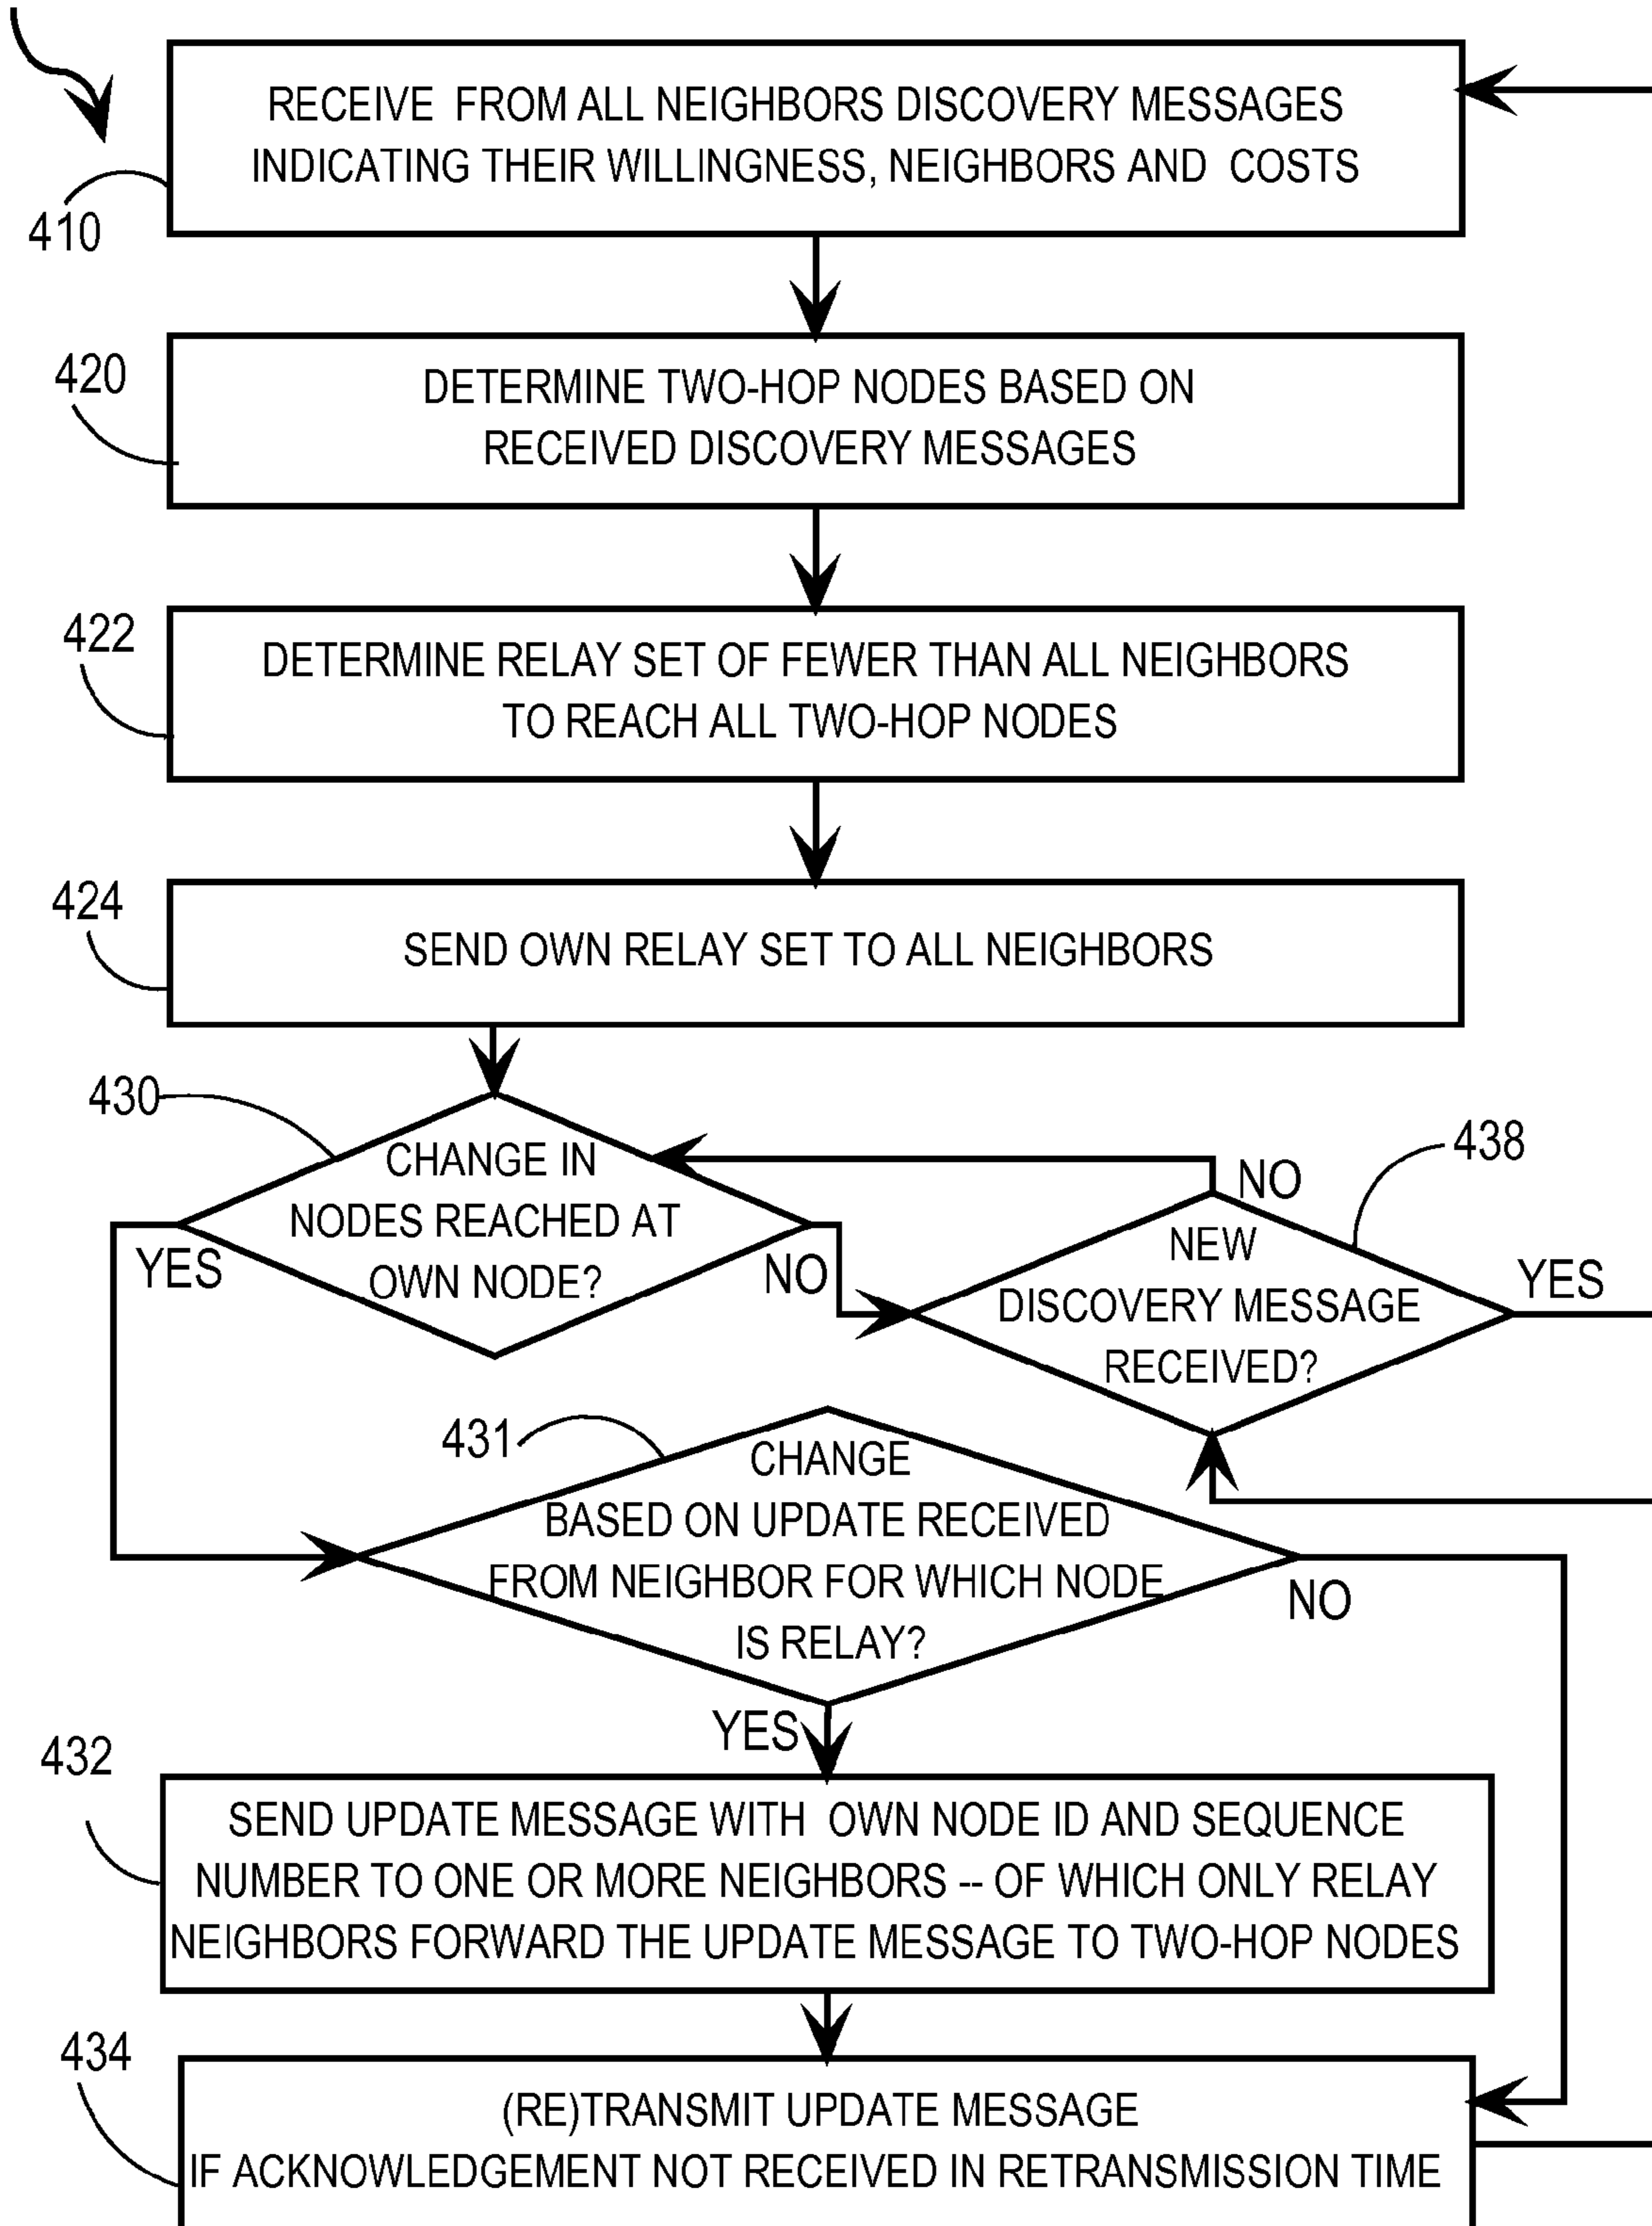 RECEIVE FROM ALL NEIGHBORS DISCOVERY MESSAGES
INDICATING THEIR WILLINGNESS, NEIGHBORS AND COSTS
410
420
DETERMINE TWO-HOP NODES BASED ON
RECEIVED DISCOVERY MESSAGES
422
DETERMINE RELAY SET OF FEWER THAN ALL NEIGHBORS
TO REACH ALL TWO-HOP NODES
424
SEND OWN RELAY SET TO ALL NEIGHBORS
430
CHANGE IN
NODES REACHED AT
OWN NODE?
YES
NO
438
NO
NEW
DISCOVERY MESSAGE
RECEIVED?
YES
431
CHANGE
BASED ON UPDATE RECEIVED
FROM NEIGHBOR FOR WHICH NODE
IS RELAY?
NO
YES
432
SEND UPDATE MESSAGE WITH OWN NODE ID AND SEQUENCE
NUMBER TO ONE OR MORE NEIGHBORS -- OF WHICH ONLY RELAY
NEIGHBORS FORWARD THE UPDATE MESSAGE TO TWO-HOP NODES
434
(RE)TRANSMIT UPDATE MESSAGE
IF ACKNOWLEDGEMENT NOT RECEIVED IN RETRANSMISSION TIME